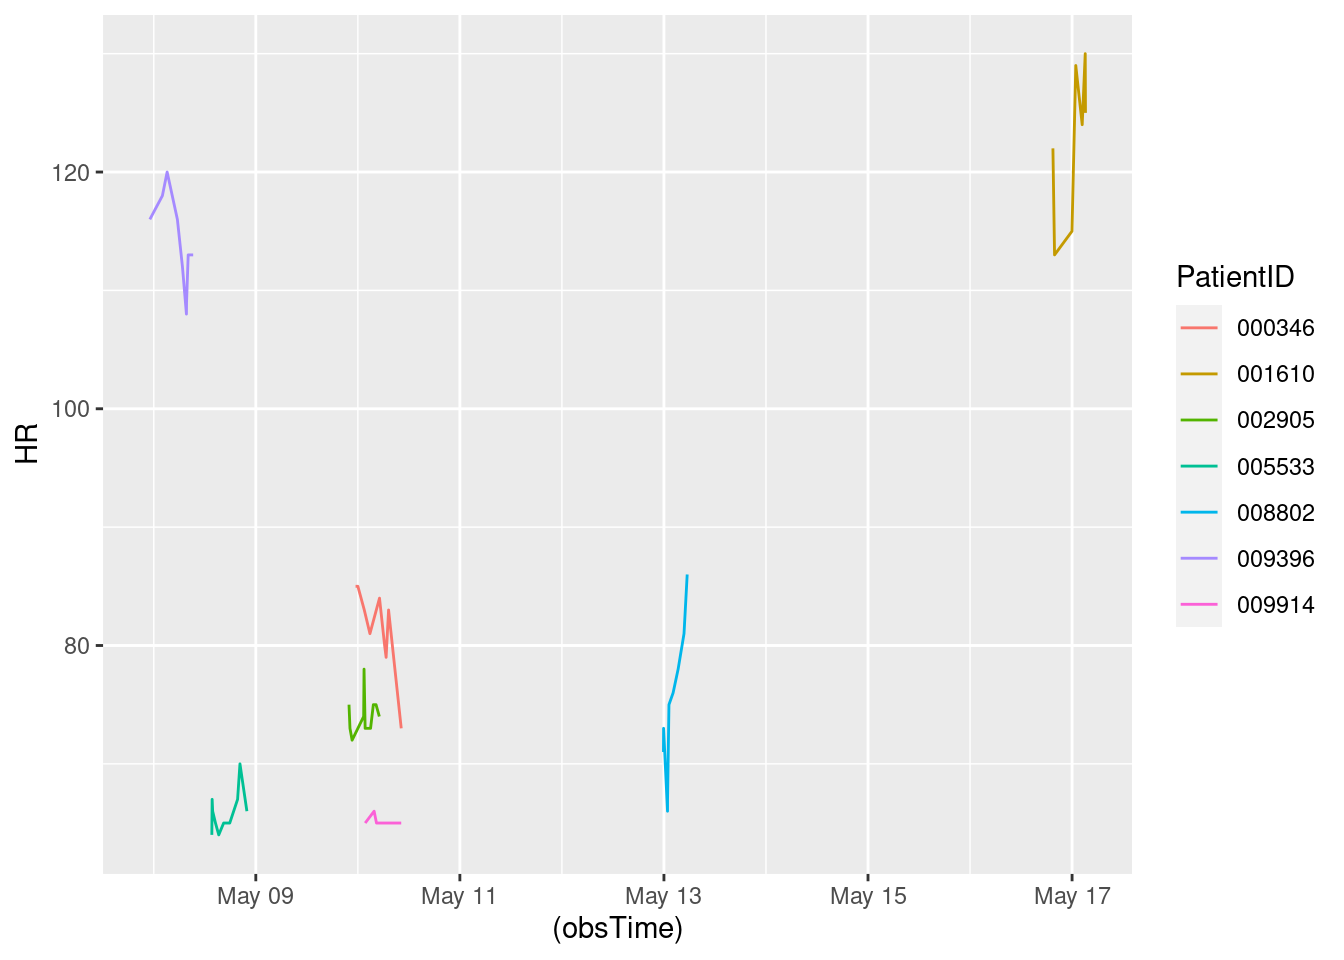 120
100
80
HR
May 09
May 11
May 13
May 15
May 17
(obsTime)
PatientID
000346
001610
002905
005533
008802
009396
009914